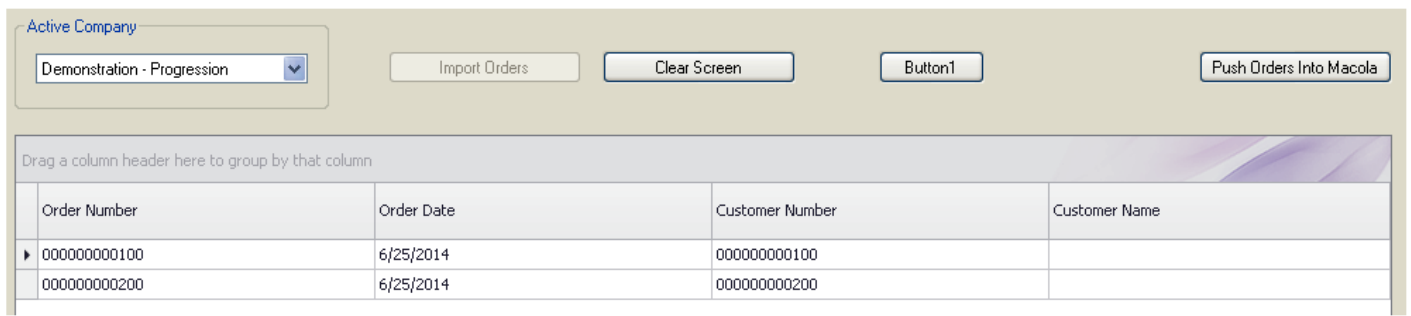 Active Company
Demonstration - Progression
Import Orders
Clear Screen
Button1
Push Orders Into Macola
Drag a column header here to group by that column
Order Number Order Date Customer Number Customer Name
000000000100 6/25/2014 000000000100
000000000200 6/25/2014 000000000200